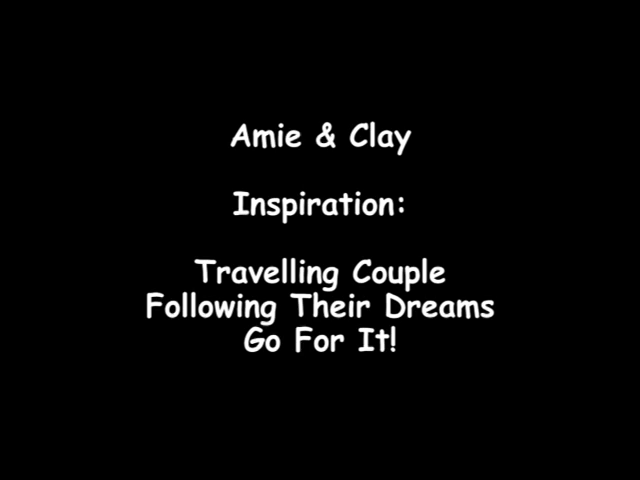 Amie & Clay
Inspiration:
Travelling Couple
Following Their Dreams
Go For It!